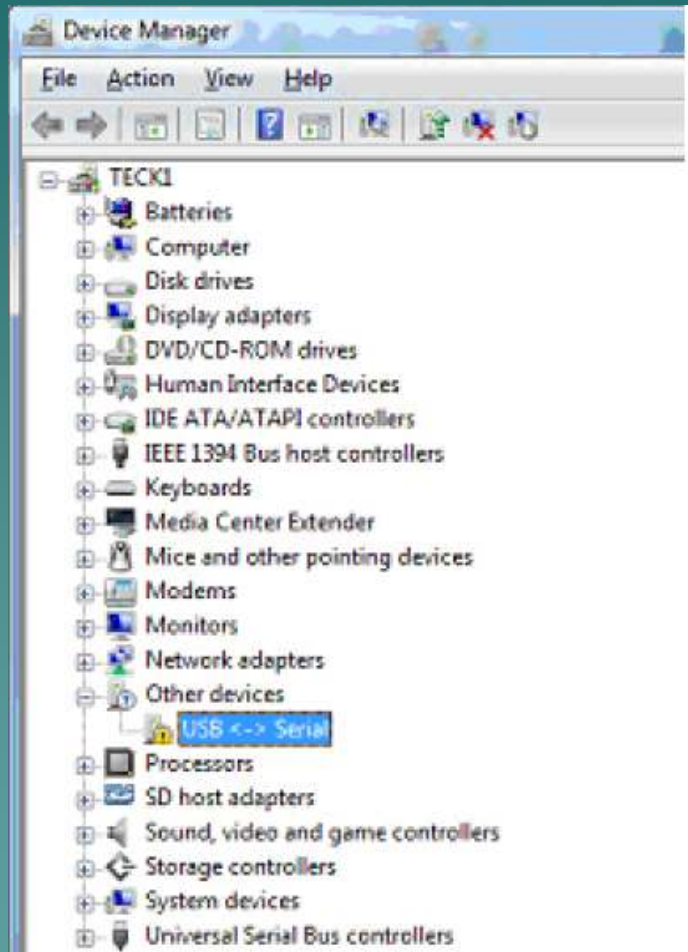 Device Manager
File Action View Help
TECK1
Batteries
Computer
Disk drives
Display adapters
DVD/CD-ROM drives
Human Interface Devices
IDE ATA/ATAPI controllers
IEEE 1394 Bus host controllers
Keyboards
Media Center Extender
Mice and other pointing devices
Modems
Monitors
Network adapters
Other devices
USB <-> Serial
Processors
SD host adapters
Sound, video and game controllers
Storage controllers
System devices
Universal Serial Bus controllers